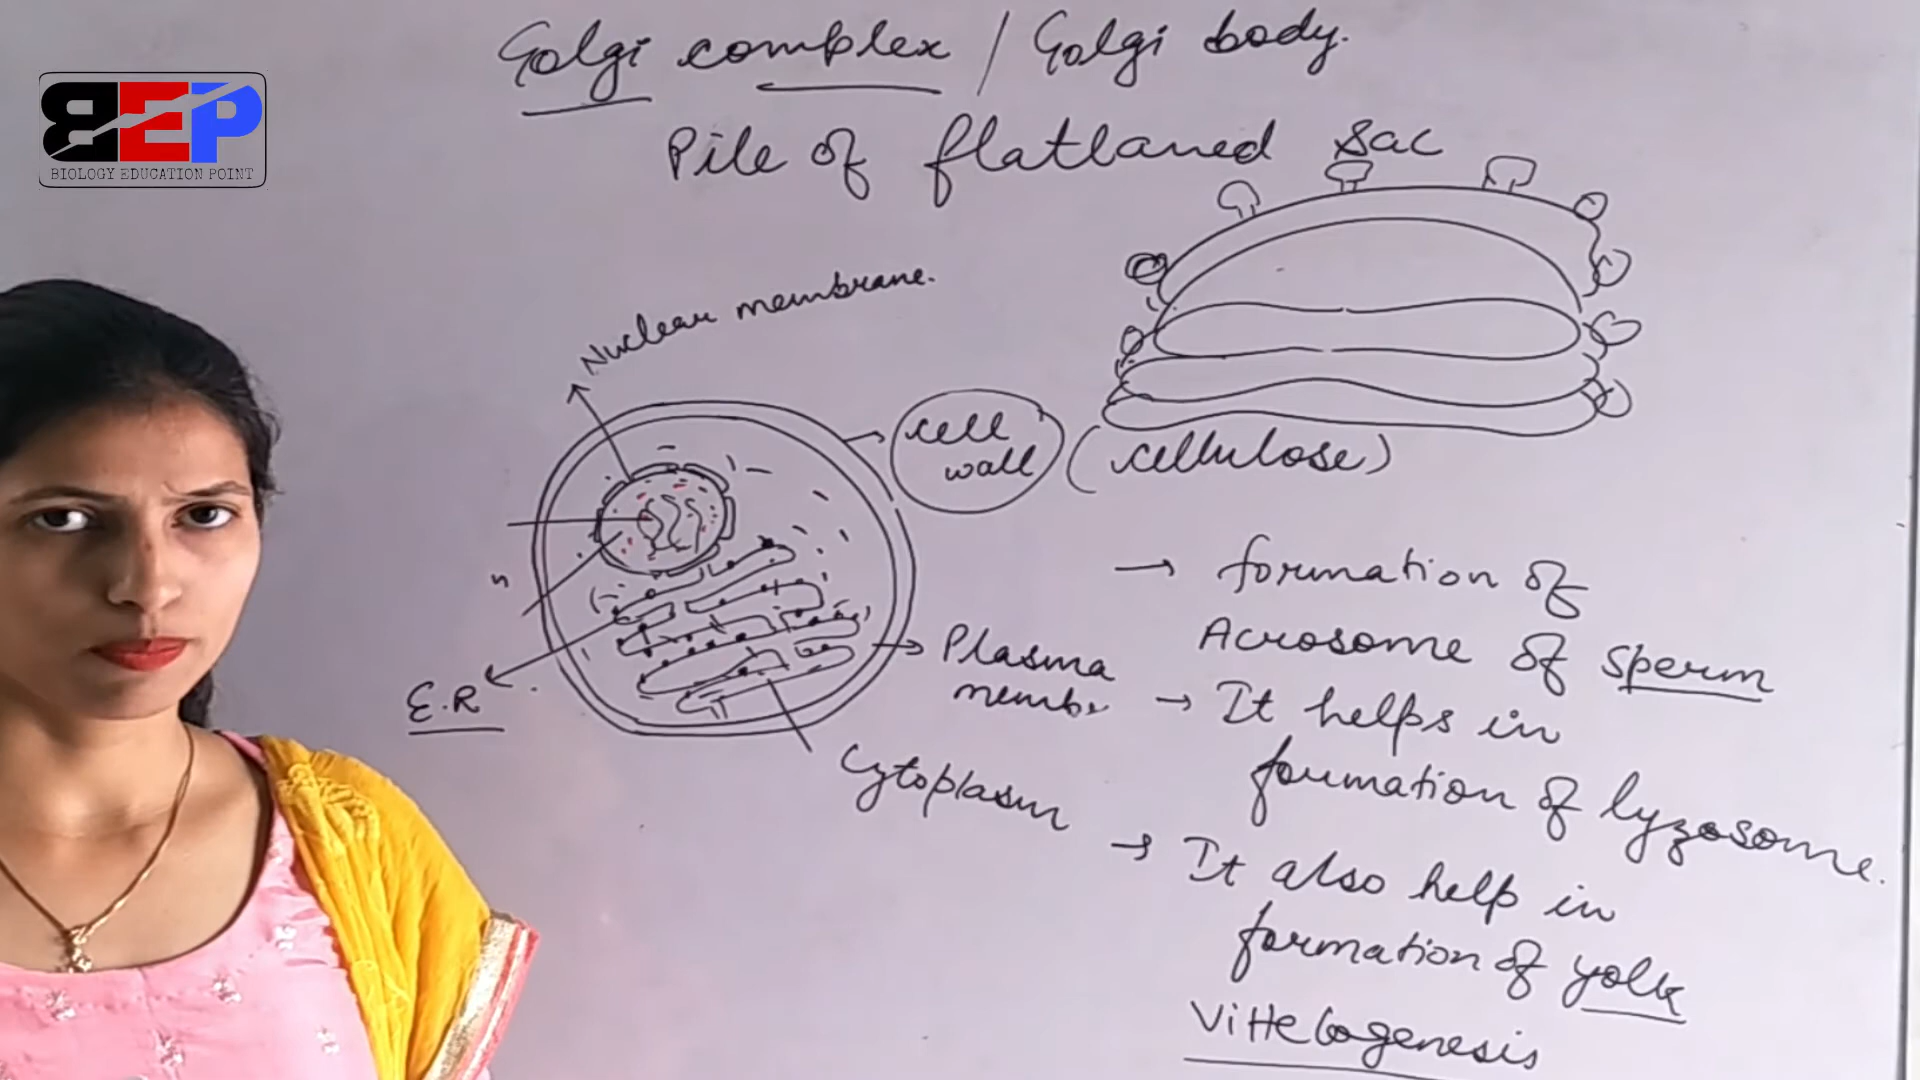 Golgi complex / Golgi body.
BEP
BIOLOGY EDUCATION POINT
Pile of flatlaned sac
Nuclear membrane.
cell
wall
(cellulose)
E.R
Plasma
Cytoplasm
→ formation of
Acrosome of sperm
→ It helps in
formation of lyzosome.
→ It also help in
formation of yolk
Vittelogenesis